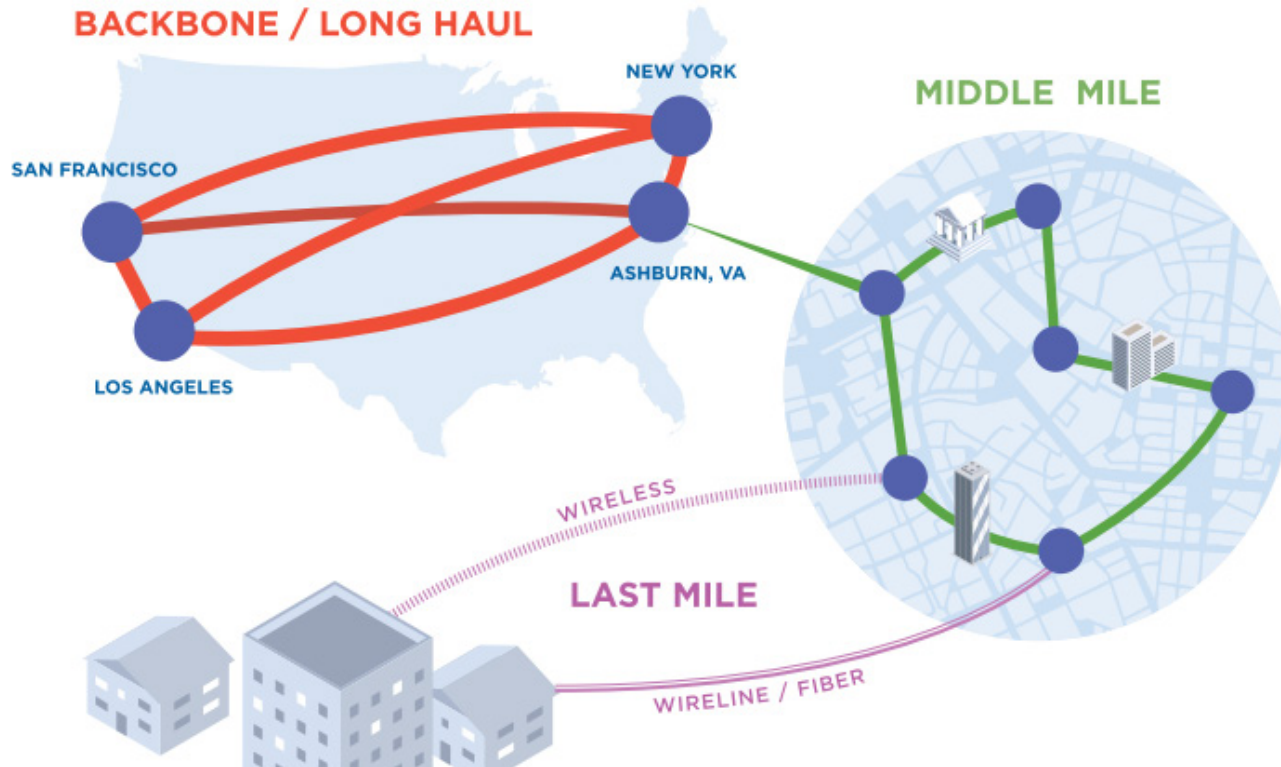 BACKBONE / LONG HAUL
NEW YORK
MIDDLE MILE
SAN FRANCISCO
ASHBURN, VA
LOS ANGELES
WIRELESS
LAST MILE
WIRELINE / FIBER